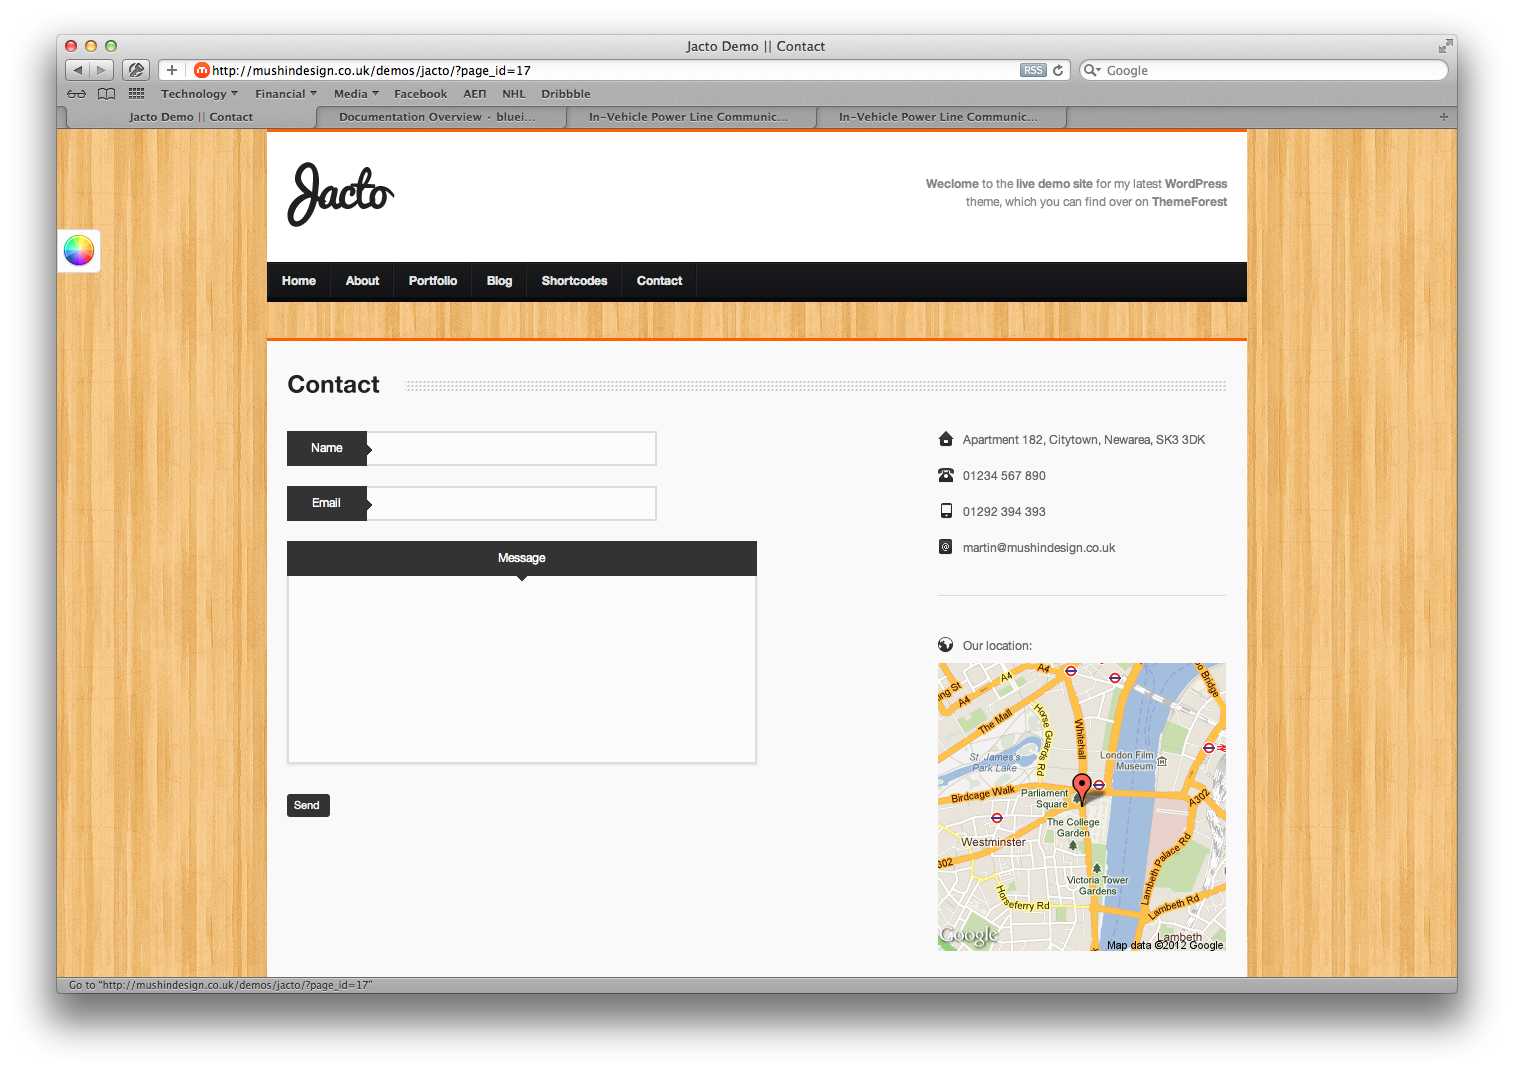 Jacto Demo || Contact
http://mushindesign.co.uk/demos/jacto/?page_id=17
RSS
Google
Technology
Financial
Media
Facebook
ΑΕΠ
NHL
Dribbble
Jacto Demo || Contact
Documentation Overview · bluei...
In-Vehicle Power Line Communic...
In-Vehicle Power Line Communic...
Jacto
Weclome to the live demo site for my latest WordPress
theme, which you can find over on ThemeForest
Home
About
Portfolio
Blog
Shortcodes
Contact
Contact
Name
Email
Message
Send
Apartment 182, Citytown, Newarea, SK3 3DK
01234 567 890
01292 394 393
martin@mushindesign.co.uk
Our location:
A4
A4
A4
ng St
The Mall
Horse Guards Rd
Whitehall
o Bridge
St. James's
Park Lake
London Film
Museum
Birdcage Walk
Parliament
Square
A302
The College
Garden
Westminster
302
Victoria Tower
Gardens
Lambeth Palace Rd
Horseferry Rd
Lambeth Rd
Lambeth
Google
Map data ©2012 Google
Go to "http://mushindesign.co.uk/demos/jacto/?page_id=17"